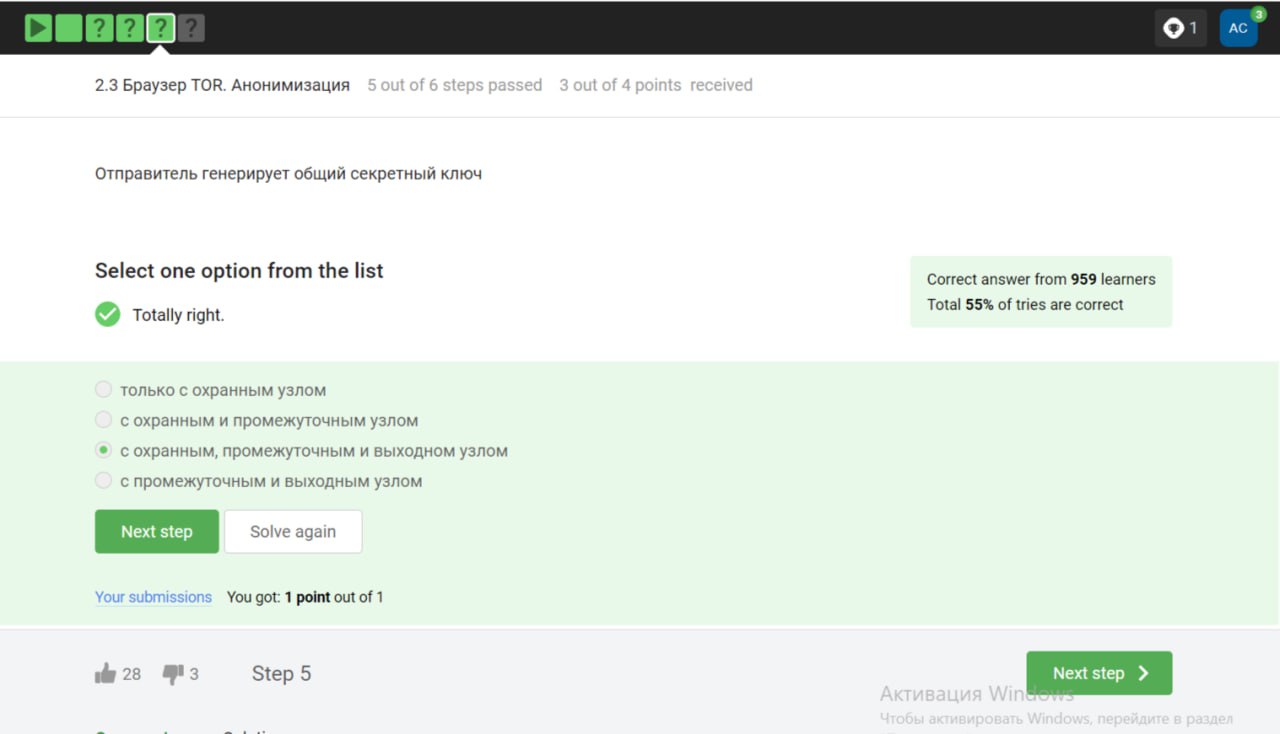 ? ? ? ?
1
AC
3
2.3 Браузер TOR. Анонимизация 5 out of 6 steps passed 3 out of 4 points received
Отправитель генерирует общий секретный ключ
Select one option from the list
Totally right.
Correct answer from 959 learners
Total 55% of tries are correct
только с охранным узлом
с охранным и промежуточным узлом
с охранным, промежуточным и выходном узлом
с промежуточным и выходным узлом
Next step Solve again
Your submissions You got: 1 point out of 1
28 3 Step 5 Next step
Активация Windows
Чтобы активировать Windows, перейдите в раздел